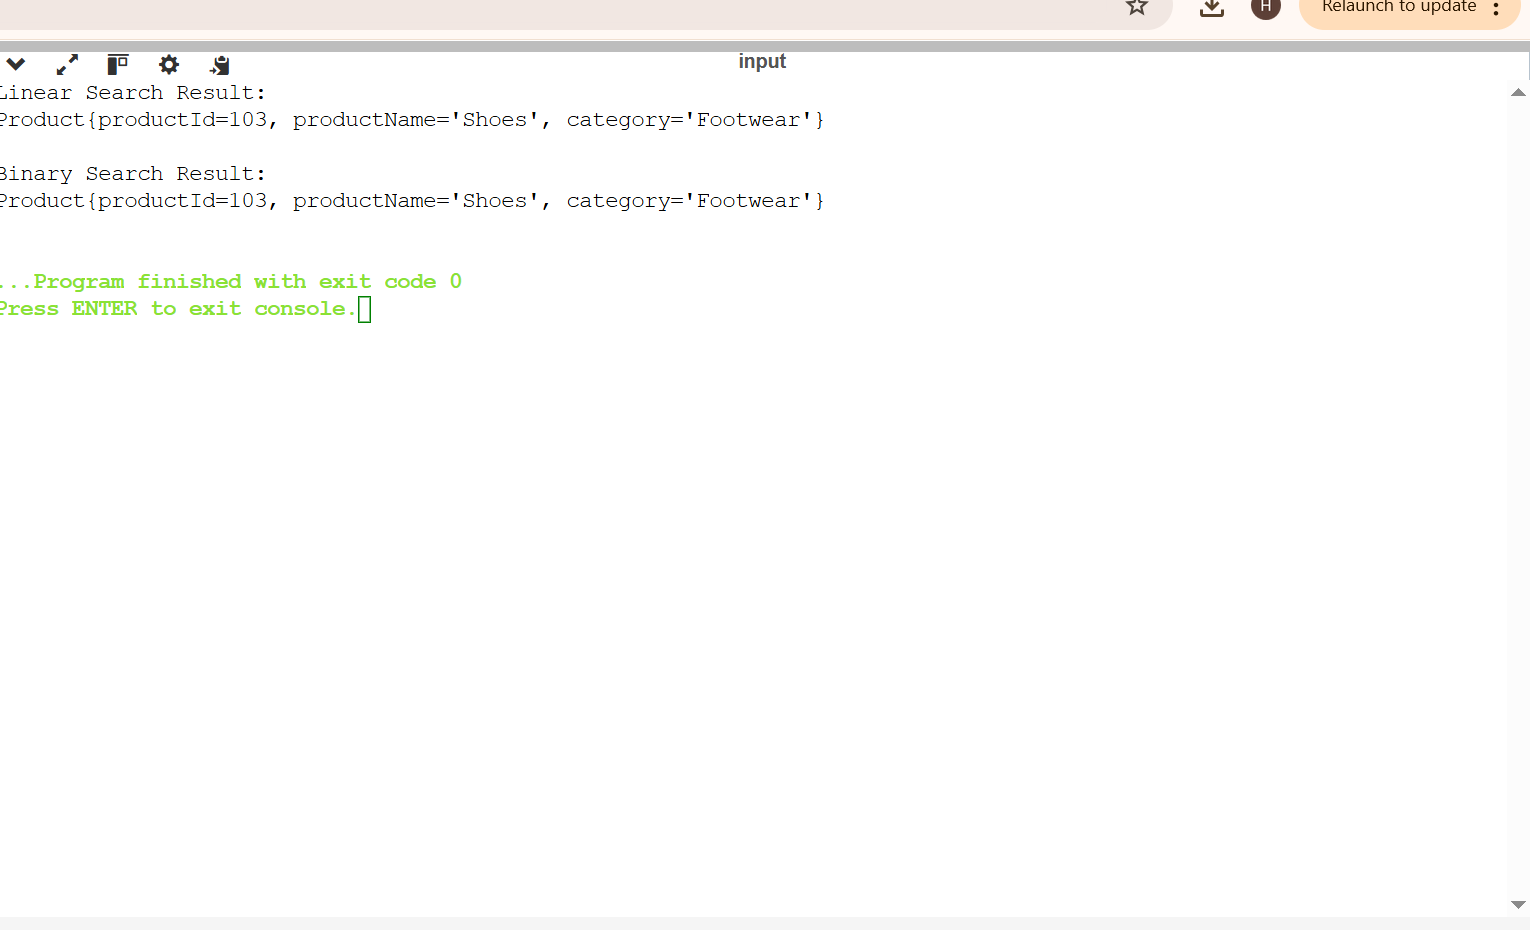 Relaunch to update
H
input
Linear Search Result:
Product{productId=103, productName='Shoes', category='Footwear'}
Binary Search Result:
Product{productId=103, productName='Shoes', category='Footwear'}
...Program finished with exit code 0
Press ENTER to exit console.